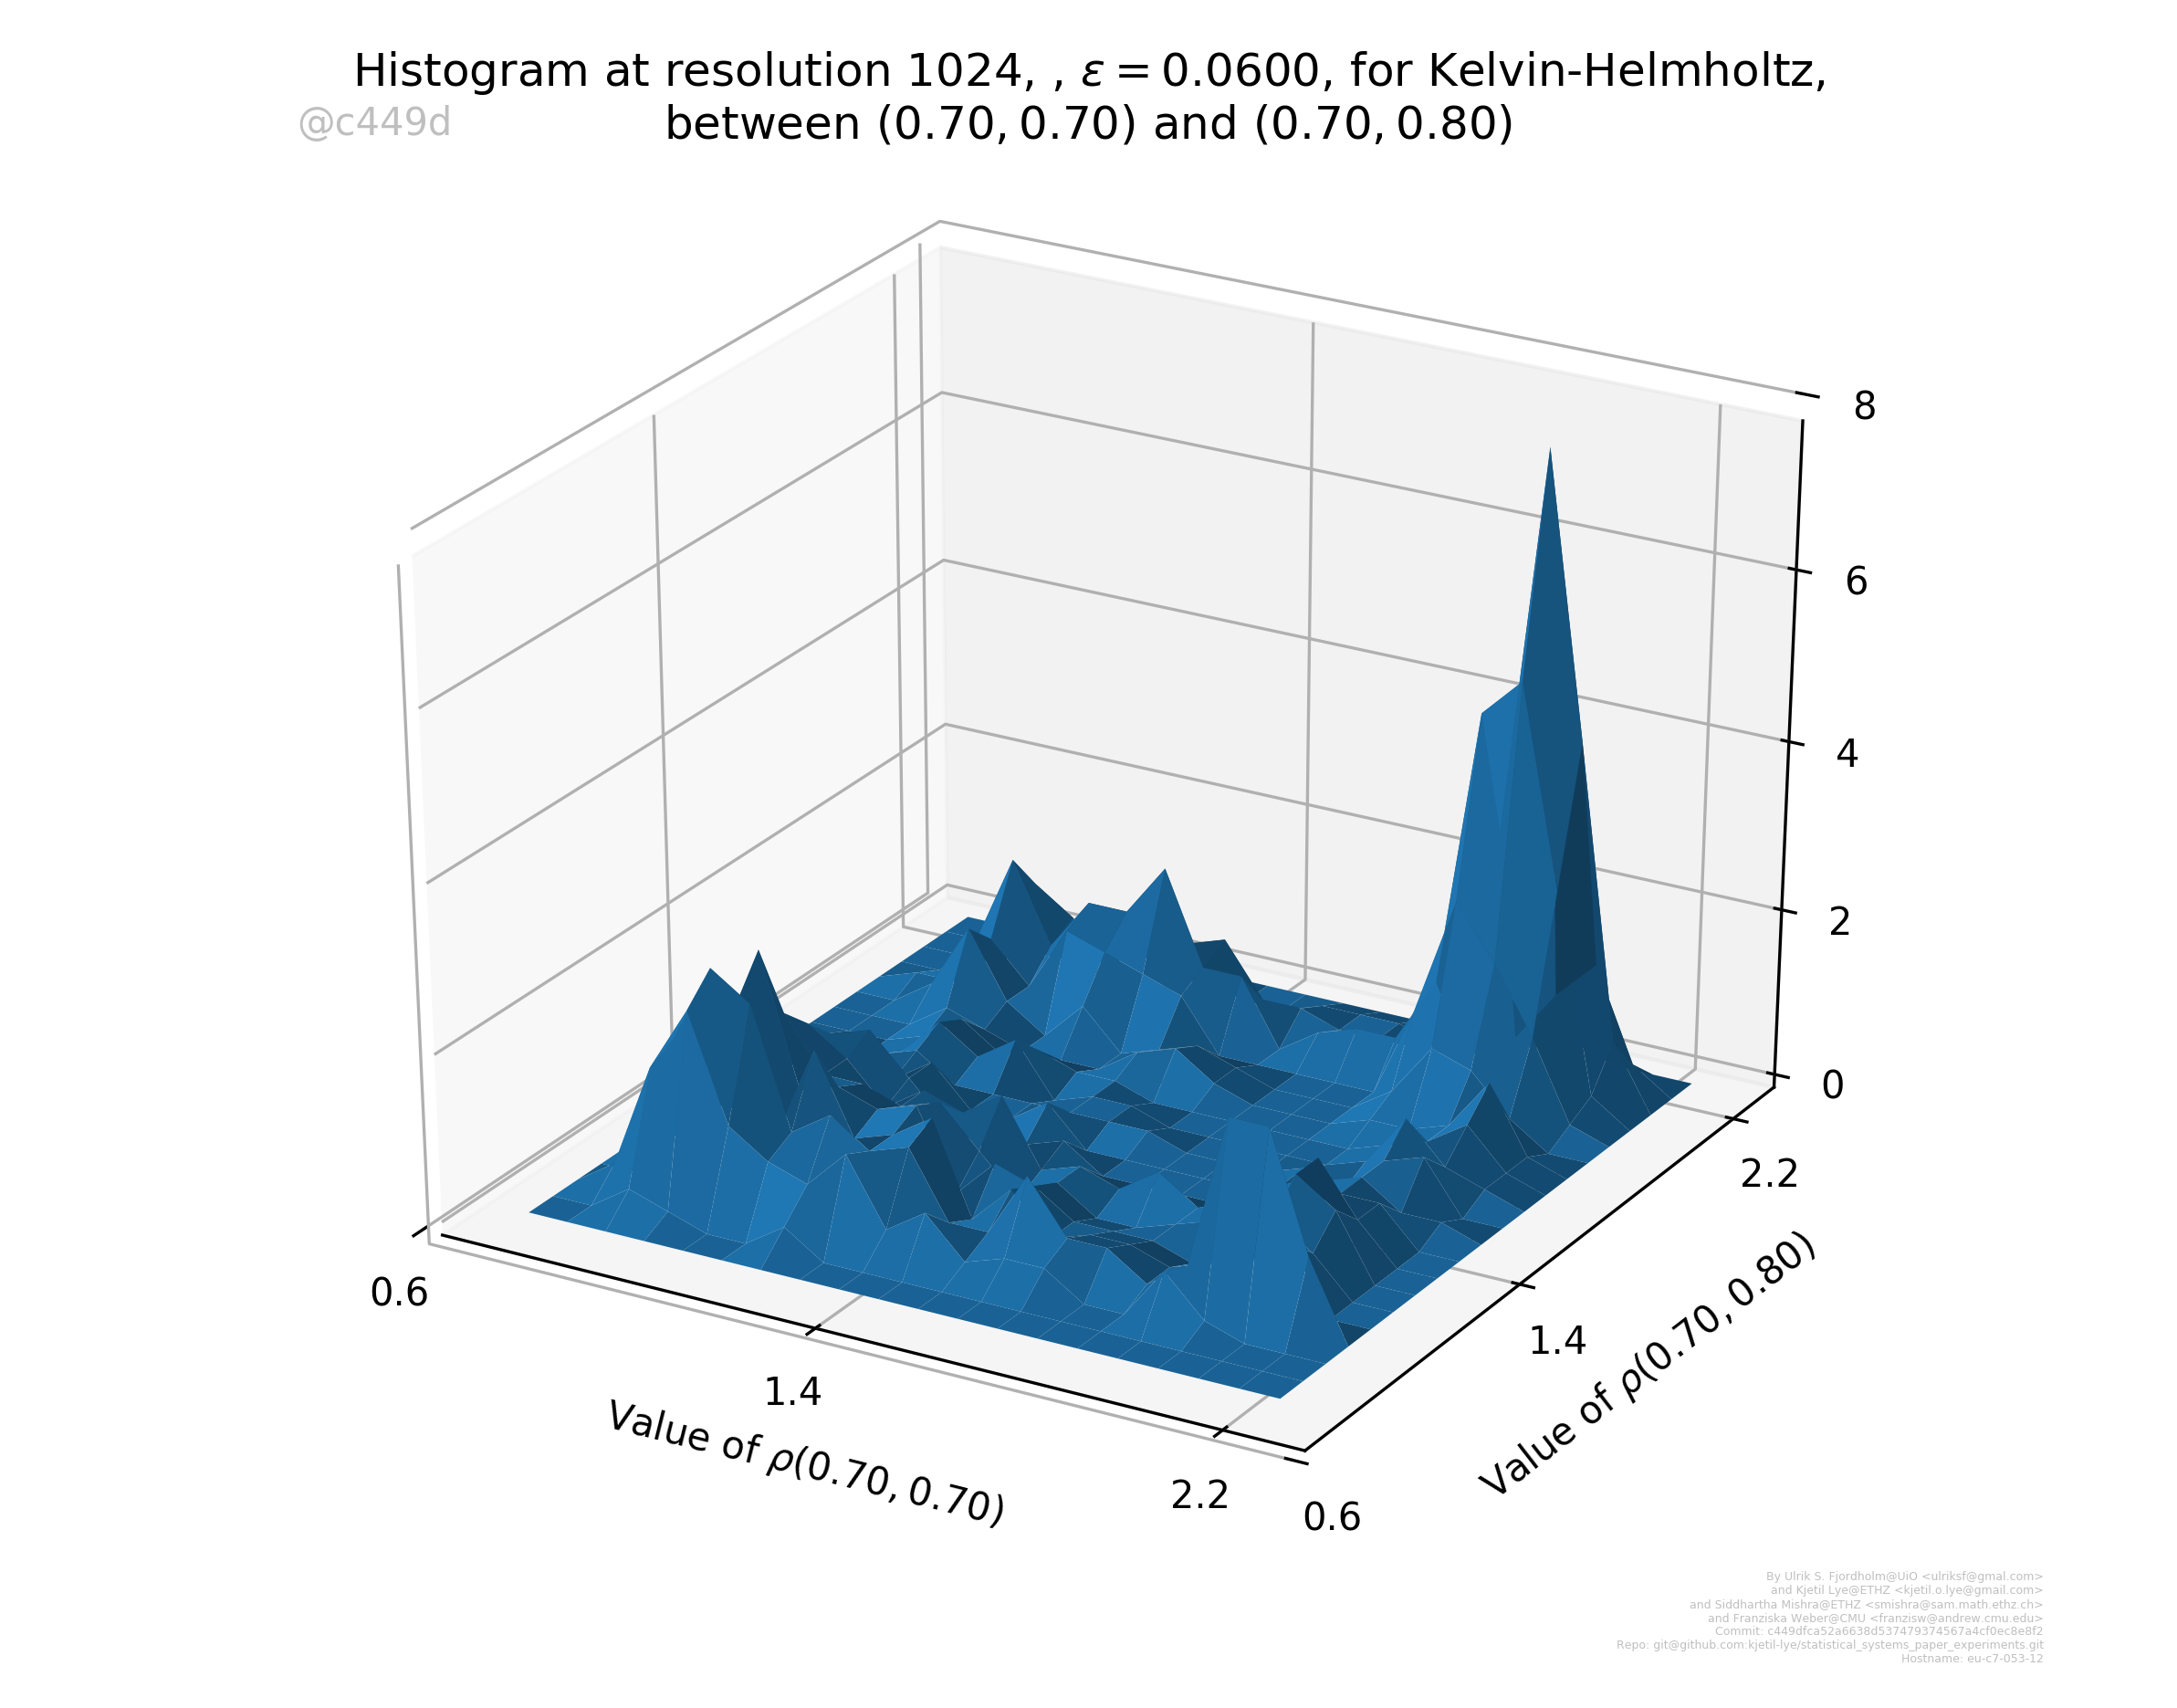 Histogram at resolution 1024, , ε = 0.0600, for Kelvin-Helmholtz,
@c449d
between (0.70, 0.70) and (0.70, 0.80)
8
6
4
2
0
2.2
1.4
0.6
Value of ρ(0.70, 0.80)
0.6
1.4
2.2
Value of ρ(0.70, 0.70)
By Ulrik S. Fjordholm@UiO <ulriksf@gmal.com>
and Kjetil Lye@ETHZ <kjetil.o.lye@gmail.com>
and Siddhartha Mishra@ETHZ <smishra@sam.math.ethz.ch>
and Franziska Weber@CMU <franzisw@andrew.cmu.edu>
Commit: c449dfca52a6638d537479374567a4cf0ec8e8f2
Repo: git@github.com:kjetil-lye/statistical_systems_paper_experiments.git
Hostname: eu-c7-053-12